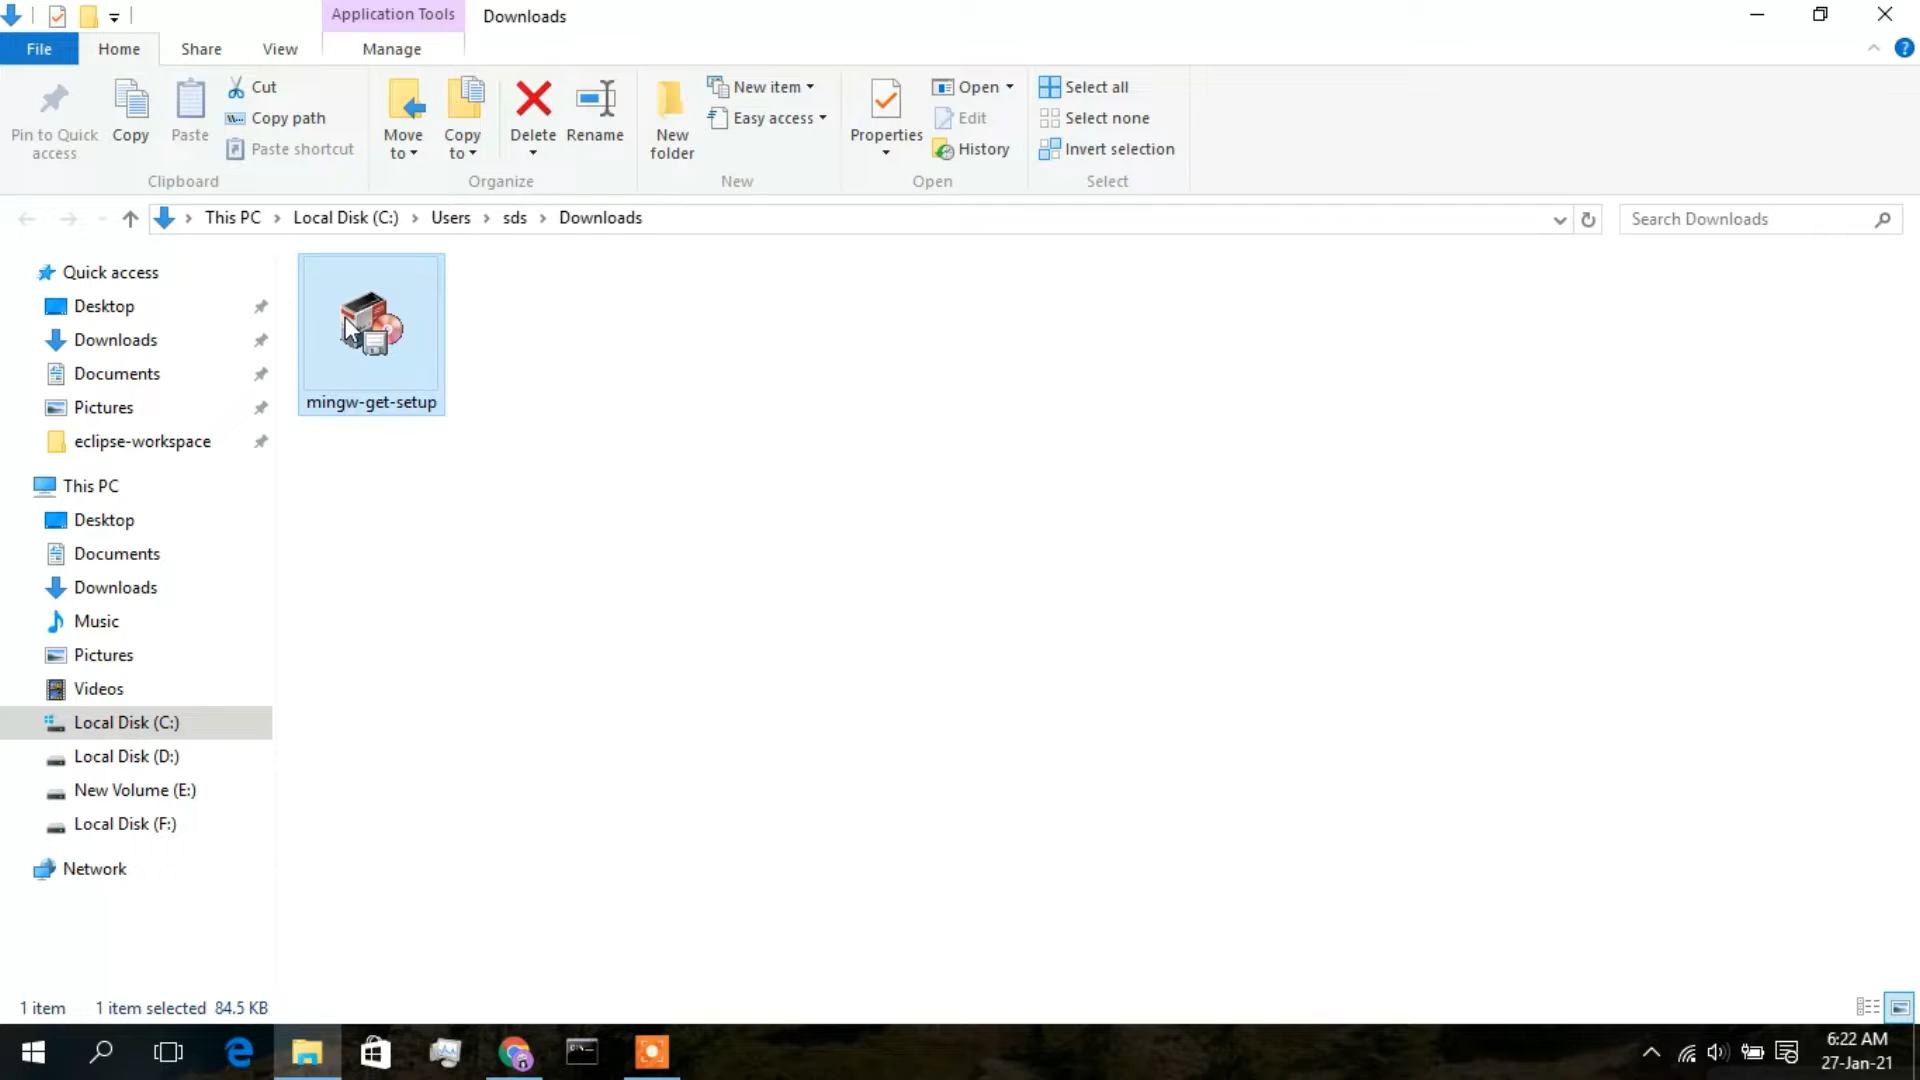 Application Tools
Downloads
File
Home
Share
View
Manage
Pin to Quick access
Copy
Paste
Cut
Copy path
Paste shortcut
Move to
Copy to
Delete
Rename
New folder
New item
Easy access
Properties
Open
Edit
History
Select all
Select none
Invert selection
Clipboard
Organize
New
Open
Select
This PC > Local Disk (C:) > Users > sds > Downloads
Search Downloads
Quick access
Desktop
Downloads
Documents
Pictures
eclipse-workspace
This PC
Desktop
Documents
Downloads
Music
Pictures
Videos
Local Disk (C:)
Local Disk (D:)
New Volume (E:)
Local Disk (F:)
Network
mingw-get-setup
1 item
1 item selected 84.5 KB
6:22 AM
27-Jan-21